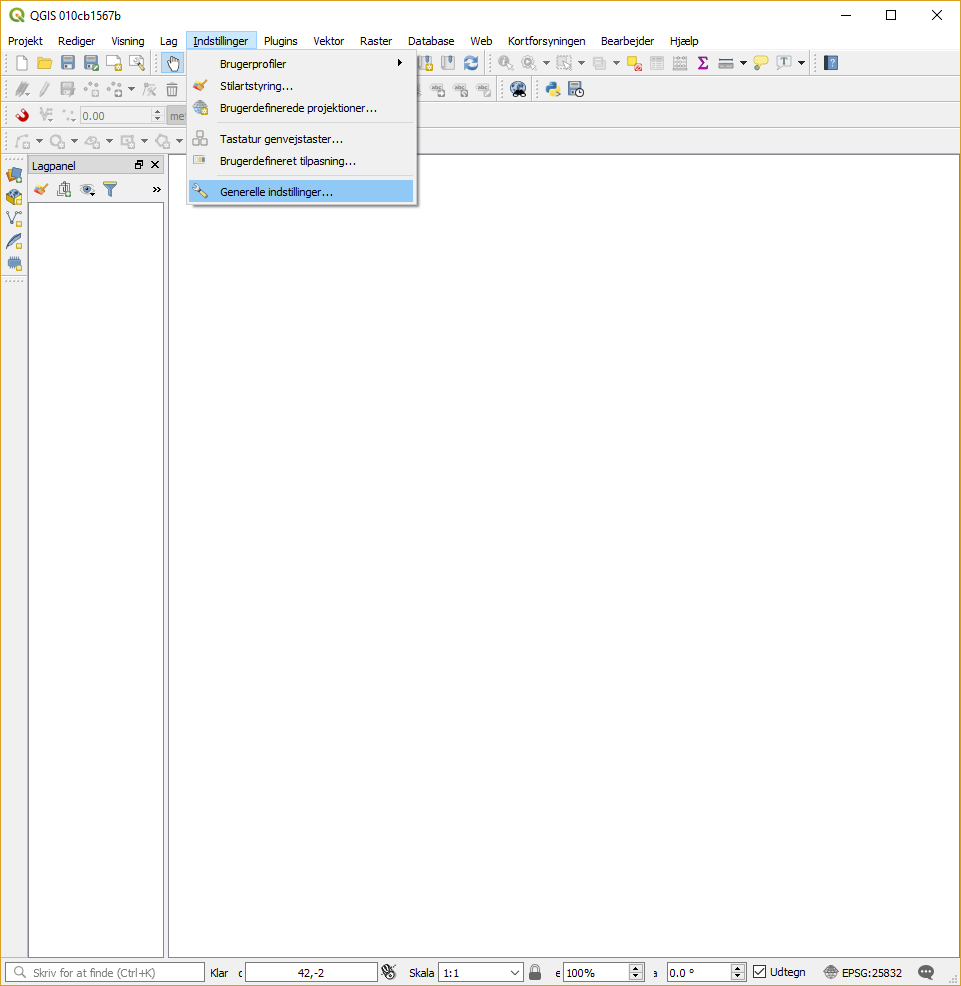 QGIS 010cb1567b
Projekt Rediger Visning Lag Indstillinger Plugins Vektor Raster Database Web Kortforsyningen Bearbejder Hjælp
Brugerprofiler
Stilartstyring...
Brugerdefinerede projektioner...
Tastatur genvejstaster...
Brugerdefineret tilpasning...
Generelle indstillinger...
0.00 me
Lagpanel
Skriv for at finde (Ctrl+K) Klar 42,-2 Skala 1:1 100% 0.0 ° Udtegn EPSG:25832